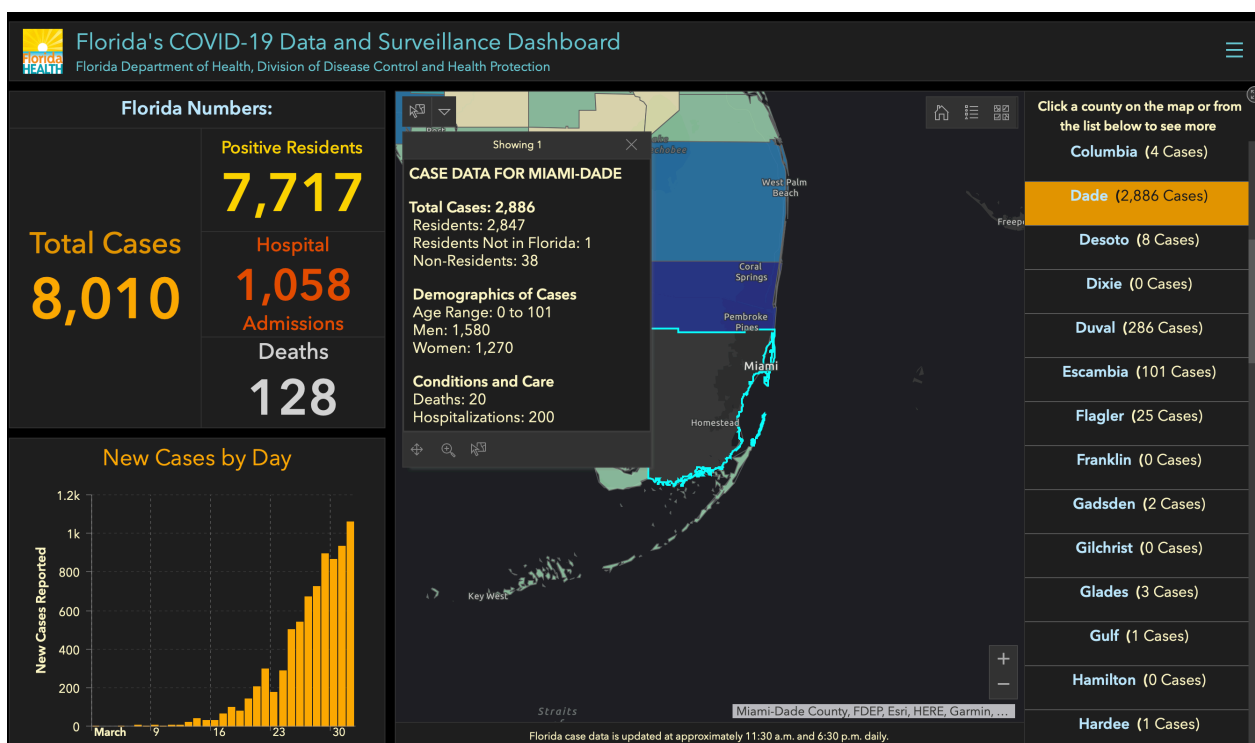 Florida HEALTH
Florida's COVID-19 Data and Surveillance Dashboard
Florida Department of Health, Division of Disease Control and Health Protection
Florida Numbers:
Total Cases
8,010
Positive Residents
7,717
Hospital
1,058
Admissions
Deaths
128
New Cases by Day
New Cases Reported
1.2k
1k
800
600
400
200
0
March 9 16 23 30
Showing 1
CASE DATA FOR MIAMI-DADE
Total Cases: 2,886
Residents: 2,847
Residents Not in Florida: 1
Non-Residents: 38
Demographics of Cases
Age Range: 0 to 101
Men: 1,580
Women: 1,270
Conditions and Care
Deaths: 20
Hospitalizations: 200
West Palm
Beach
Freep
Coral
Springs
Pembroke
Pines
Miami
Homestead
Key West
Straits
Miami-Dade County, FDEP, Esri, HERE, Garmin, ...
Florida case data is updated at approximately 11:30 a.m. and 6:30 p.m. daily.
Click a county on the map or from
the list below to see more
Columbia (4 Cases)
Dade (2,886 Cases)
Desoto (8 Cases)
Dixie (0 Cases)
Duval (286 Cases)
Escambia (101 Cases)
Flagler (25 Cases)
Franklin (0 Cases)
Gadsden (2 Cases)
Gilchrist (0 Cases)
Glades (3 Cases)
Gulf (1 Cases)
Hamilton (0 Cases)
Hardee (1 Cases)